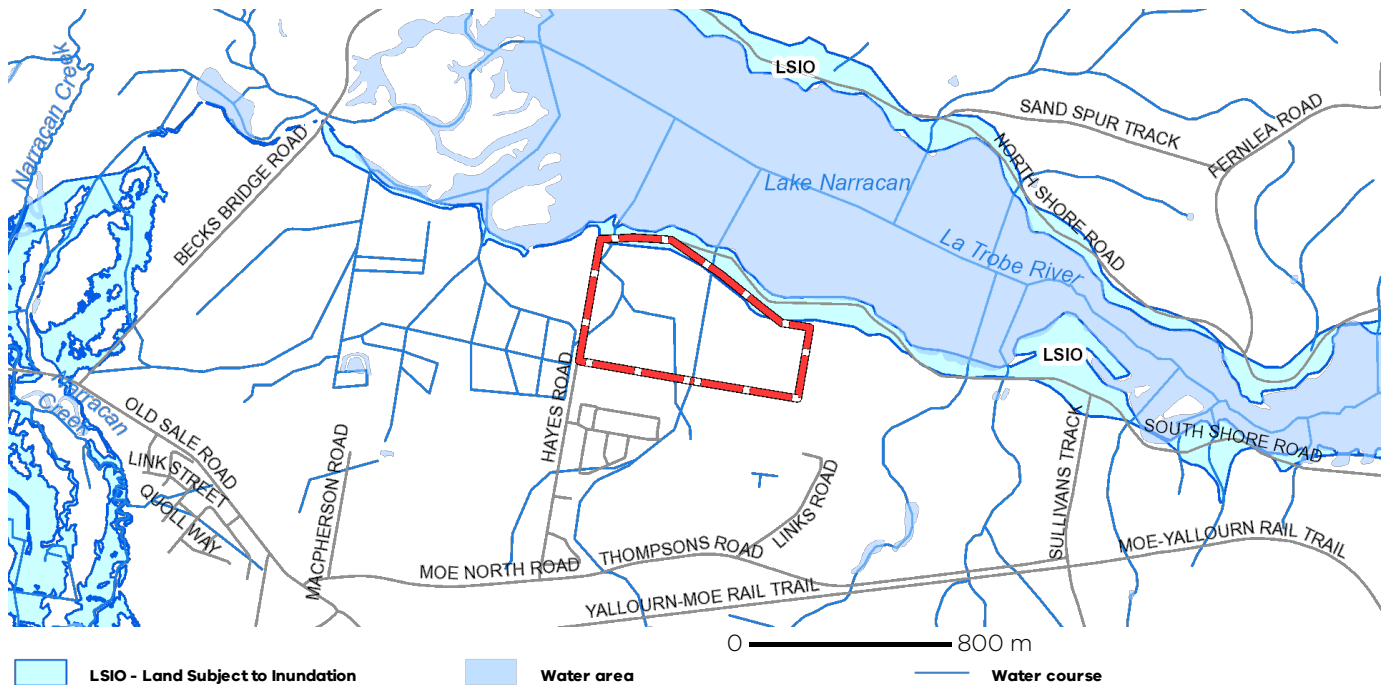 LSIO
SAND SPUR TRACK
FERNLEA ROAD
Narracan Creek
BECKS BRIDGE ROAD
NORTH SHORE ROAD
Lake Narracan
La Trobe River
LSIO
Narracan
Creek
OLD SALE ROAD
HAYES ROAD
LINK STREET
QUOLL WAY
MACPHERSON ROAD
SOUTH SHORE ROAD
SULLIVANS TRACK
LINKS ROAD
MOE NORTH ROAD
THOMPSONS ROAD
MOE-YALLOURN RAIL TRAIL
YALLOURN-MOE RAIL TRAIL
0 800 m
LSIO - Land Subject to Inundation
Water area
Water course